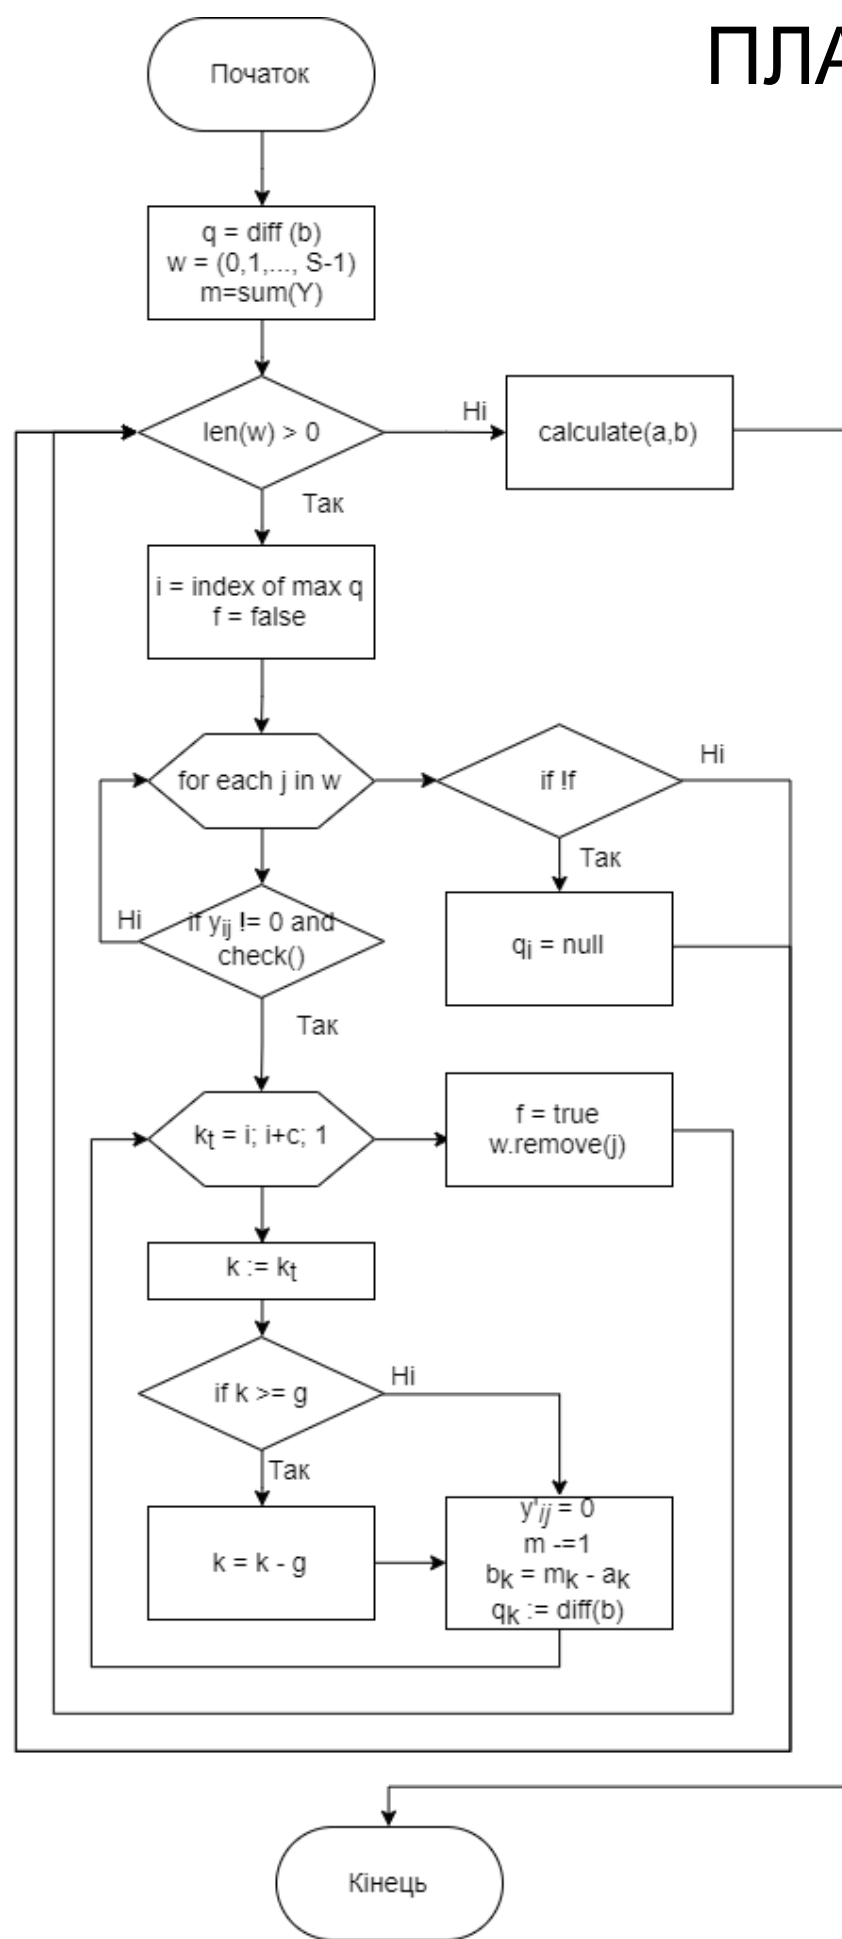 ПЛА
Початок
q = diff (b)
w = (0,1,..., S-1)
m=sum(Y)
len(w) > 0
Ні
calculate(a,b)
Так
i = index of max q
f = false
for each j in w
if !f
Ні
Так
Ні
if yij != 0 and
check()
qi = null
Так
kt = i; i+c; 1
f = true
w.remove(j)
k := kt
if k >= g
Ні
Так
k = k - g
y'ij = 0
m -=1
bk = mk - ak
qk := diff(b)
Кінець